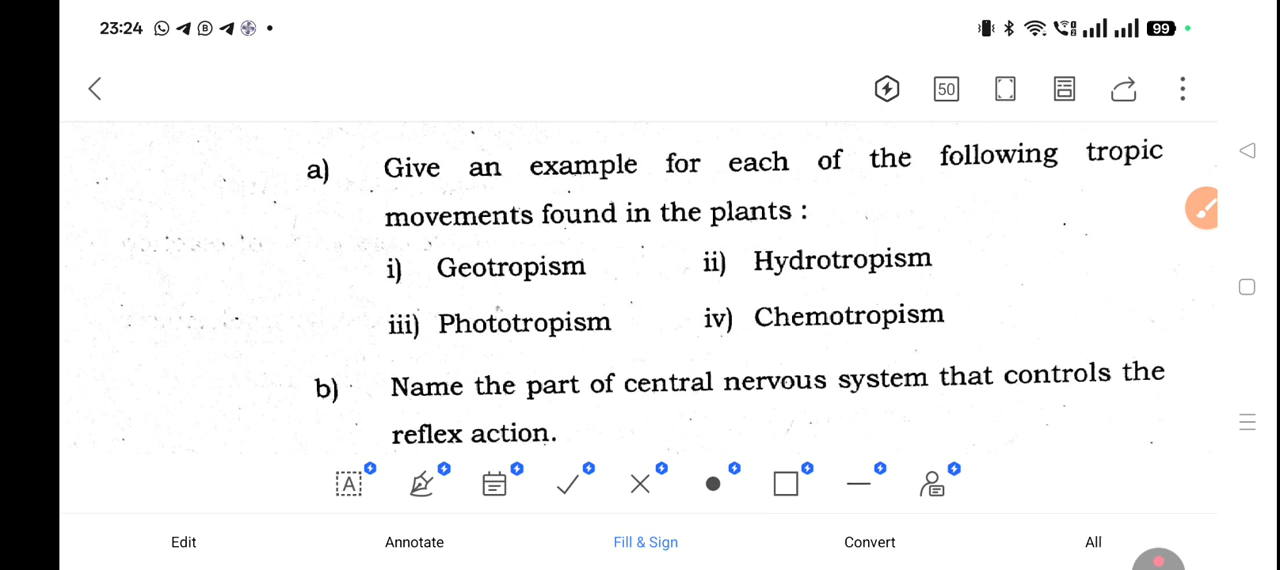 23:24 99
50
a) Give an example for each of the following tropic
movements found in the plants :
i) Geotropism ii) Hydrotropism
iii) Phototropism iv) Chemotropism
b) Name the part of central nervous system that controls the
reflex action.
A
Edit Annotate Fill & Sign Convert All